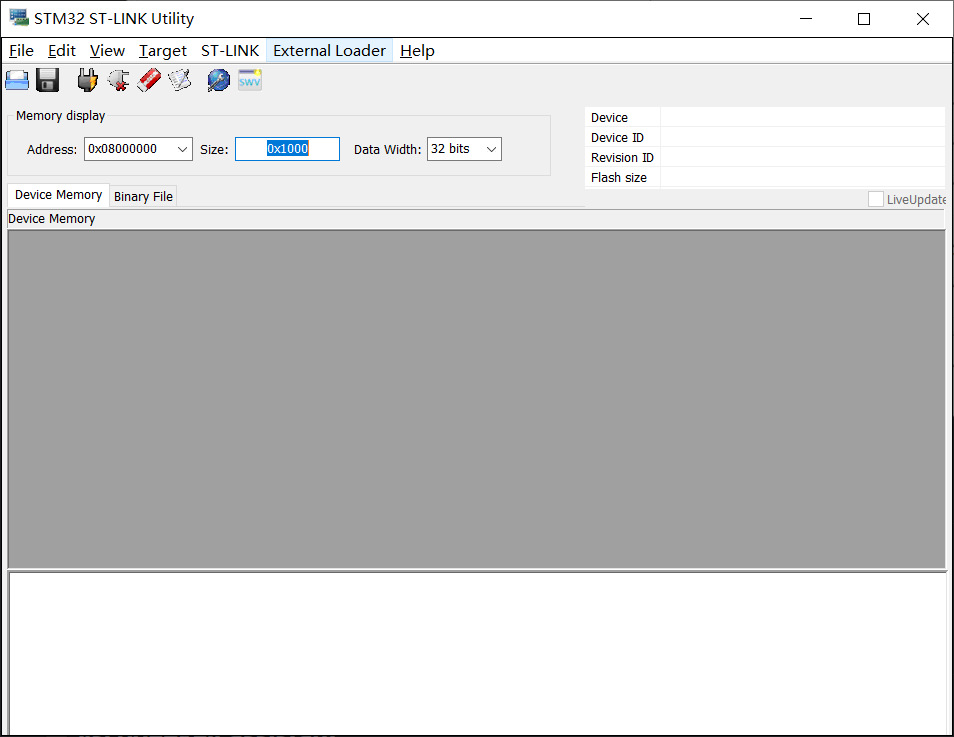 STM32 ST-LINK Utility
File Edit View Target ST-LINK External Loader Help
SWV
Memory display
Address: 0x08000000 Size: 0x1000 Data Width: 32 bits
Device
Device ID
Revision ID
Flash size
LiveUpdate
Device Memory Binary File
Device Memory